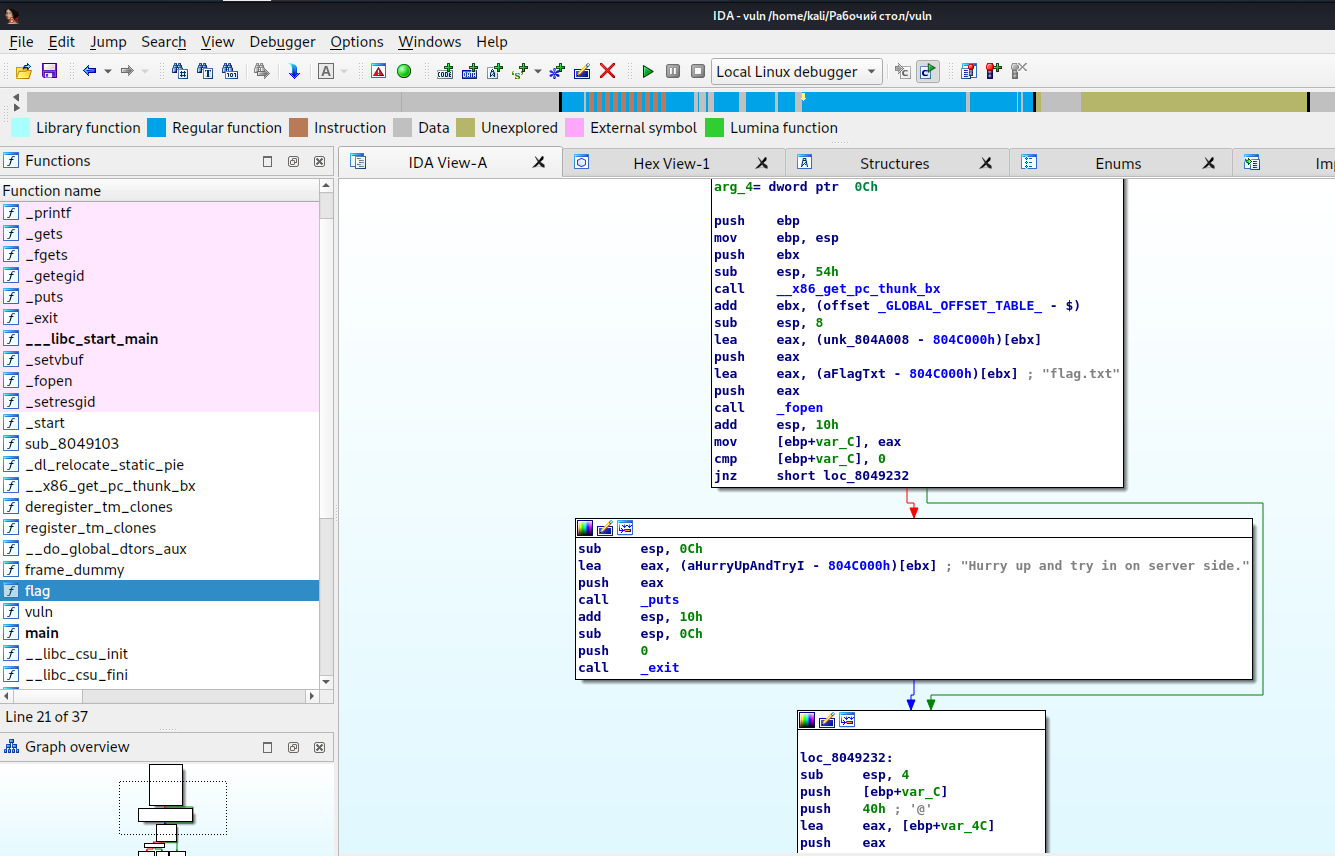 IDA - vuln /home/kali/Рабочий стол/vuln
File Edit Jump Search View Debugger Options Windows Help
Local Linux debugger
Library function Regular function Instruction Data Unexplored External symbol Lumina function
Functions
IDA View-A
Hex View-1
Structures
Enums
Function name
_printf
_gets
_fgets
_getegid
_puts
_exit
___libc_start_main
_setvbuf
_fopen
_setresgid
_start
sub_8049103
_dl_relocate_static_pie
__x86_get_pc_thunk_bx
deregister_tm_clones
register_tm_clones
__do_global_dtors_aux
frame_dummy
flag
vuln
main
__libc_csu_init
__libc_csu_fini
Line 21 of 37
Graph overview
arg_4= dword ptr  0Ch
push    ebp
mov     ebp, esp
push    ebx
sub     esp, 54h
call    __x86_get_pc_thunk_bx
add     ebx, (offset _GLOBAL_OFFSET_TABLE_ - $)
sub     esp, 8
lea     eax, (unk_804A008 - 804C000h)[ebx]
push    eax
lea     eax, (aFlagTxt - 804C000h)[ebx] ; "flag.txt"
push    eax
call    _fopen
add     esp, 10h
mov     [ebp+var_C], eax
cmp     [ebp+var_C], 0
jnz     short loc_8049232
sub     esp, 0Ch
lea     eax, (aHurryUpAndTryI - 804C000h)[ebx] ; "Hurry up and try in on server side."
push    eax
call    _puts
add     esp, 10h
sub     esp, 0Ch
push    0
call    _exit
loc_8049232:
sub     esp, 4
push    [ebp+var_C]
push    40h ; '@'
lea     eax, [ebp+var_4C]
push    eax